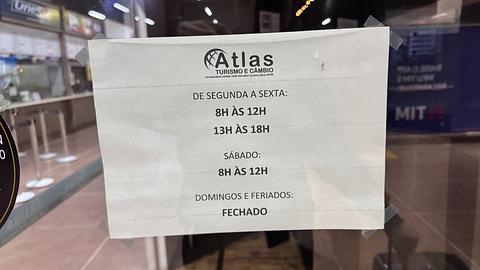 Atlas
TURISMO E CÂMBIO
DE SEGUNDA A SEXTA:
8H ÀS 12H
13H ÀS 18H
SÁBADO:
8H ÀS 12H
DOMINGOS E FERIADOS:
FECHADO
MIT